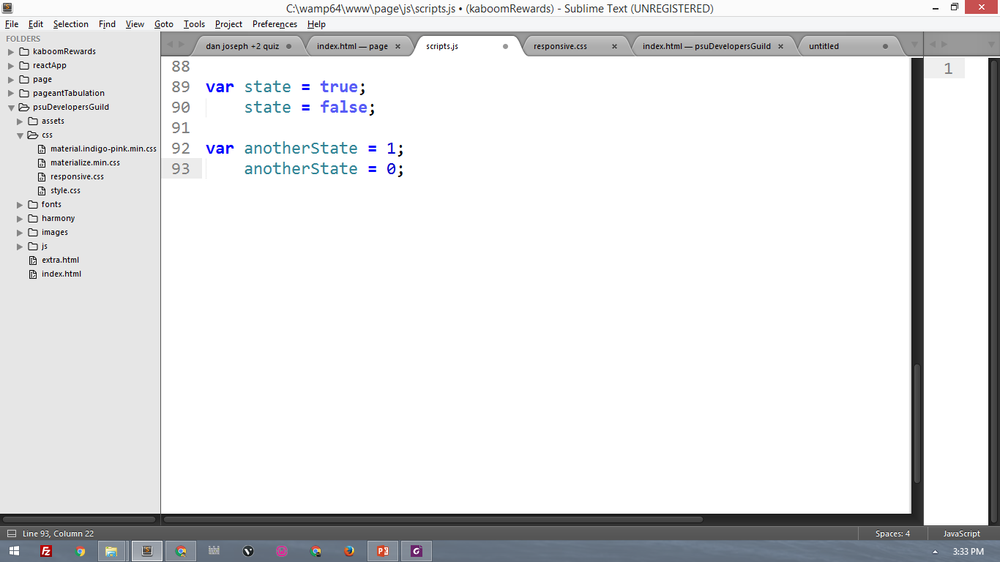 C:\wamp64\www\page\js\scripts.js • (kaboomRewards) - Sublime Text (UNREGISTERED)
File Edit Selection Find View Goto Tools Project Preferences Help
FOLDERS
kaboomRewards
reactApp
page
pageantTabulation
psuDevelopersGuild
assets
css
material.indigo-pink.min.css
materialize.min.css
responsive.css
style.css
fonts
harmony
images
js
extra.html
index.html
dan joseph +2 quiz
index.html — page
scripts.js
responsive.css
index.html — psuDevelopersGuild
untitled
88
89 var state = true;
90 state = false;
91
92 var anotherState = 1;
93 anotherState = 0;
1
Line 93, Column 22
Spaces: 4
JavaScript
3:33 PM